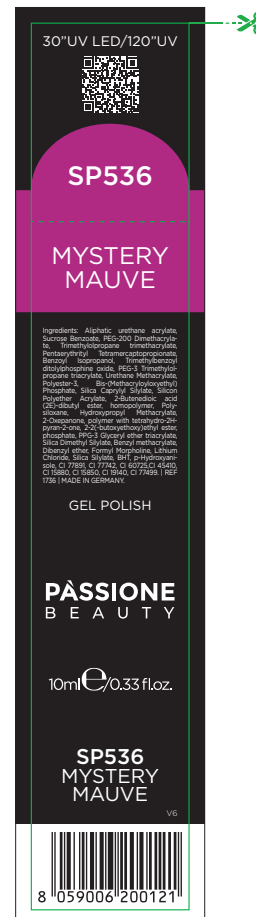 30”UV LED/120”UV
SP536
MYSTERY
MAUVE
Ingredients: Aliphatic urethane acrylate,
Sucrose Benzoate, PEG-200 Dimethacryla-
te, Trimethylolpropane trimethacrylate,
Pentaerythrityl Tetramercaptopropionate,
Benzoyl Isopropanol, Trimethylbenzoyl
ditolylphosphine oxide, PEG-3 Trimethylol-
propane triacrylate, Urethane Methacrylate,
Polyester-3, Bis-(Methacryloyloxyethyl)
Phosphate, Silica Caprylyl Silylate, Silicon
Polyether Acrylate, 2-Butenedioic acid
(2E)-dibutyl ester, homopolymer, Poly-
siloxane, Hydroxypropyl Methacrylate,
2-Oxepanone, polymer with tetrahydro-2H-
pyran-2-one, 2-2(-butoxyethoxy)ethyl ester,
phosphate, PPG-3 Glyceryl ether triacrylate,
Silica Dimethyl Silylate, Benzyl methacrylate,
Dibenzyl ether, Formyl Morpholine, Lithium
Chloride, Silica Silylate, BHT, p-Hydroxyani-
sole, CI 77891, CI 77742, CI 60725,CI 45410,
CI 15880, CI 15850, CI 19140, CI 77499. | REF
1736 | MADE IN GERMANY.
GEL POLISH
PÀSSIONE
BEAUTY
10ml℮/0.33 fl.oz.
SP536
MYSTERY
MAUVE
V6
8 059006 200121